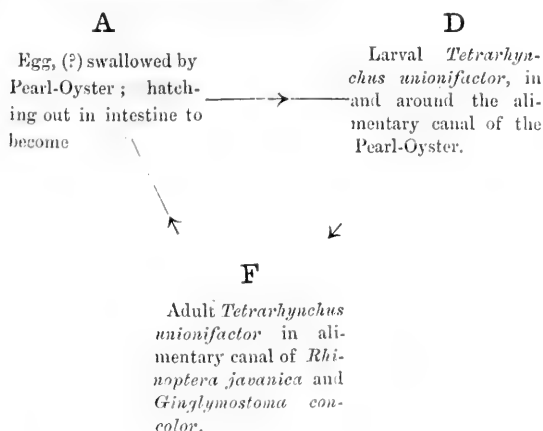 A
Egg, (?) swallowed by
Pearl-Oyster ; hatch-
ing out in intestine to
become
D
Larval Tetrarhyn-
chus unionifactor, in
and around the ali-
mentary canal of the
Pearl-Oyster.
F
Adult Tetrarhynchus
unionifactor in ali-
mentary canal of Rhi-
noptera javanica and
Ginglymostoma con-
color.